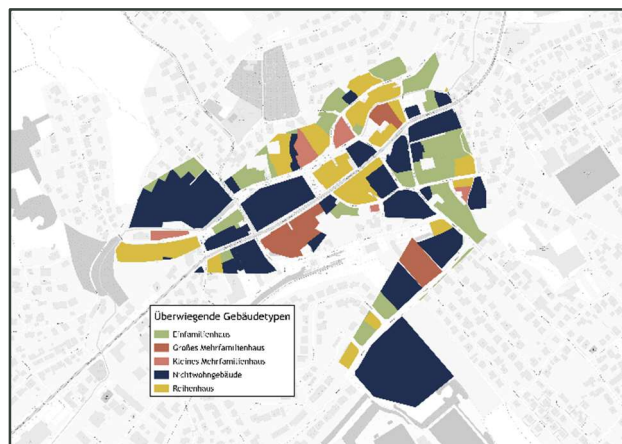 Überwiegende Gebäudetypen
Einfamilienhaus
Großes Mehrfamilienhaus
Kleines Mehrfamilienhaus
Nichtwohngebäude
Reihenhaus